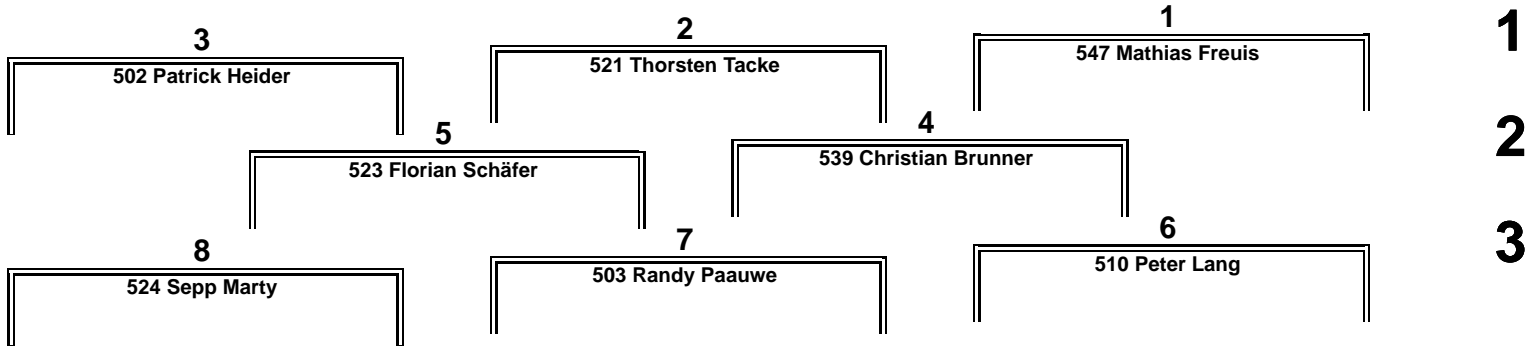 3 2 1 1
502 Patrick Heider 521 Thorsten Tacke 547 Mathias Freuis
5 4 2
523 Florian Schäfer 539 Christian Brunner
8 7 6 3
524 Sepp Marty 503 Randy Paauwe 510 Peter Lang